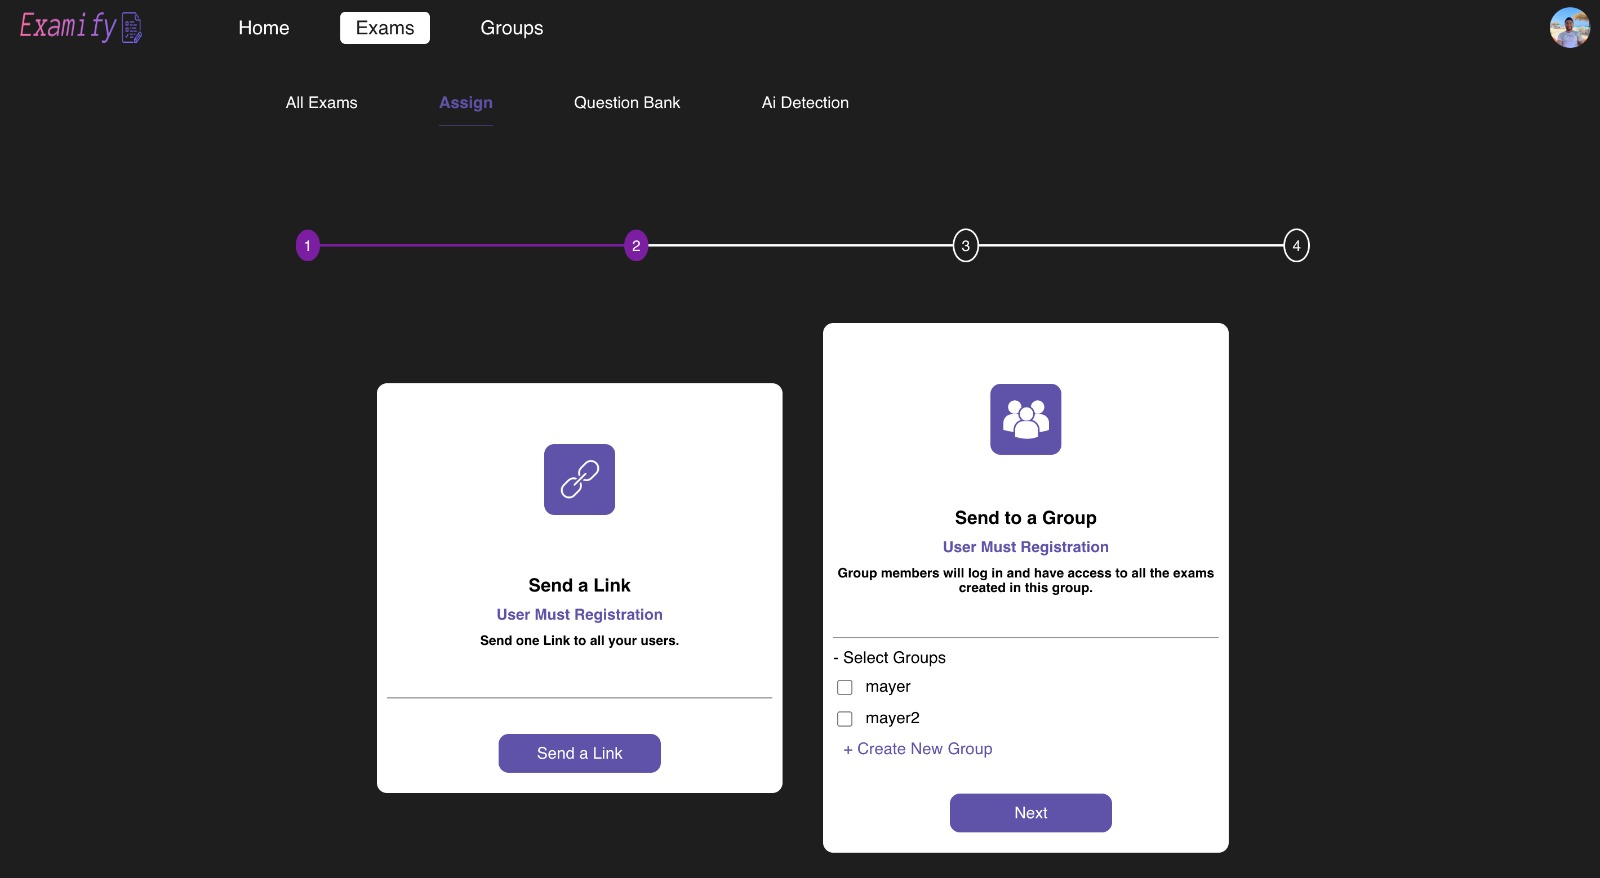 Examify
Home
Exams
Groups
All Exams
Assign
Question Bank
Ai Detection
1
2
3
4
Send a Link
User Must Registration
Send one Link to all your users.
Send a Link
Send to a Group
User Must Registration
Group members will log in and have access to all the exams
created in this group.
- Select Groups
mayer
mayer2
+ Create New Group
Next